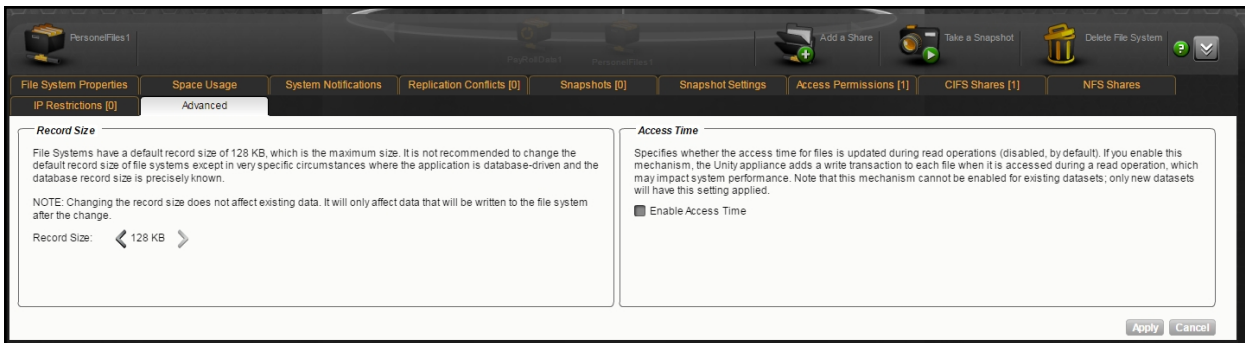 PersonelFiles1
PayRollData1
PersonelFiles1
Add a Share
Take a Snapshot
Delete File System
File System Properties
Space Usage
System Notifications
Replication Conflicts [0]
Snapshots [0]
Snapshot Settings
Access Permissions [1]
CIFS Shares [1]
NFS Shares
IP Restrictions [0]
Advanced
Record Size
File Systems have a default record size of 128 KB, which is the maximum size. It is not recommended to change the
default record size of file systems except in very specific circumstances where the application is database-driven and the
database record size is precisely known.
NOTE: Changing the record size does not affect existing data. It will only affect data that will be written to the file system
after the change.
Record Size: 128 KB
Access Time
Specifies whether the access time for files is updated during read operations (disabled, by default). If you enable this
mechanism, the Unity appliance adds a write transaction to each file when it is accessed during a read operation, which
may impact system performance. Note that this mechanism cannot be enabled for existing datasets; only new datasets
will have this setting applied.
Enable Access Time
Apply
Cancel